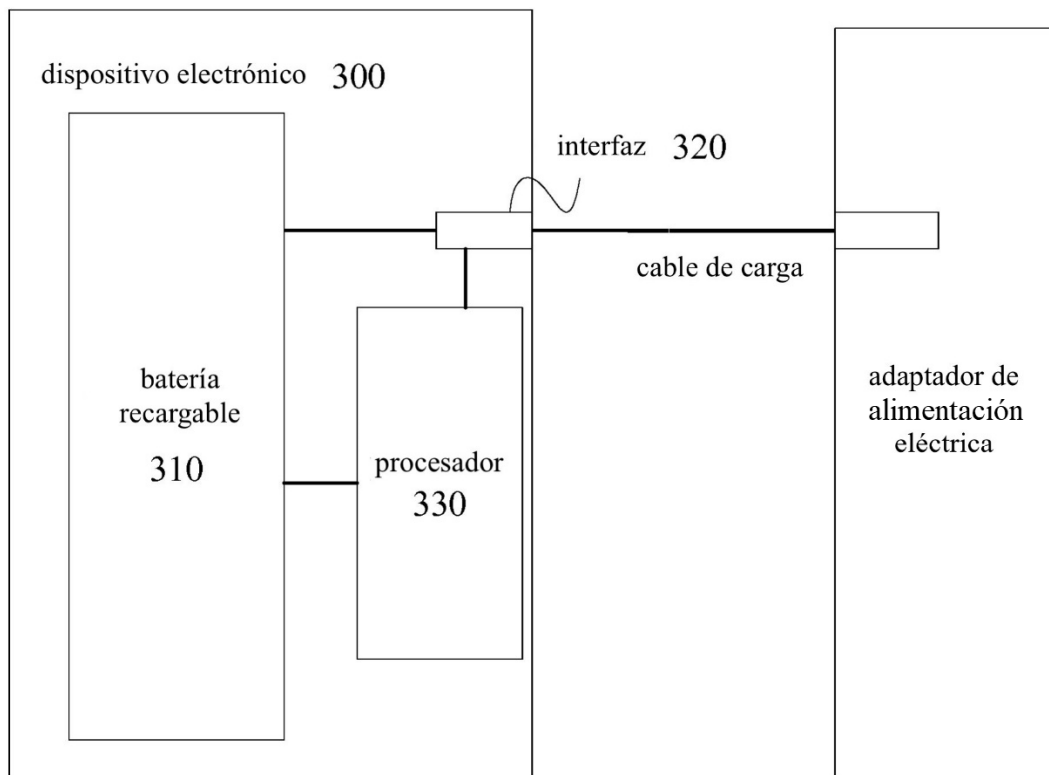 dispositivo electrónico 300
interfaz 320
cable de carga
batería
recargable
310
procesador
330
adaptador de
alimentación
eléctrica